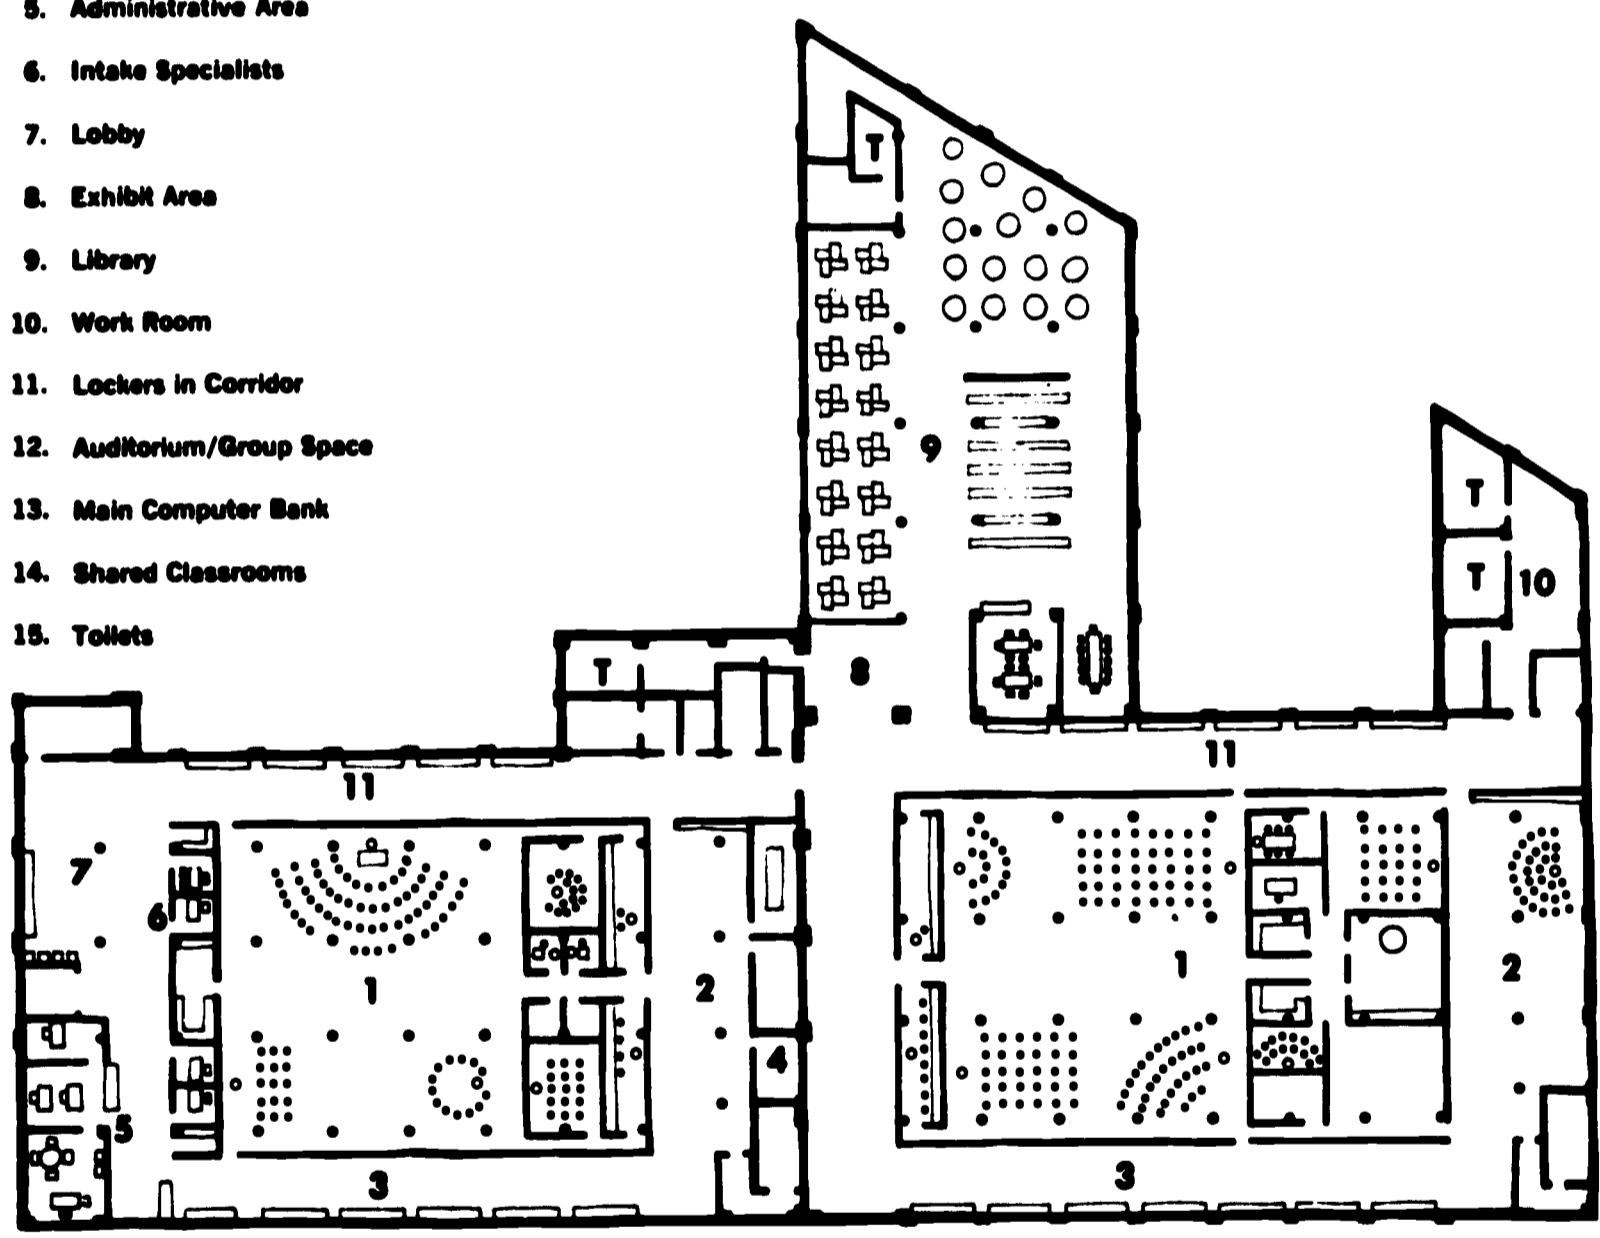 5. Administrative Area
6. Intake Specialists
7. Lobby
8. Exhibit Area
9. Library
10. Work Room
11. Lockers in Corridor
12. Auditorium/Group Space
13. Main Computer Bank
14. Shared Classrooms
15. Toilets
T
T
9
T
10
T
8
11
11
7
6
1
2
1
2
4
5
3
3